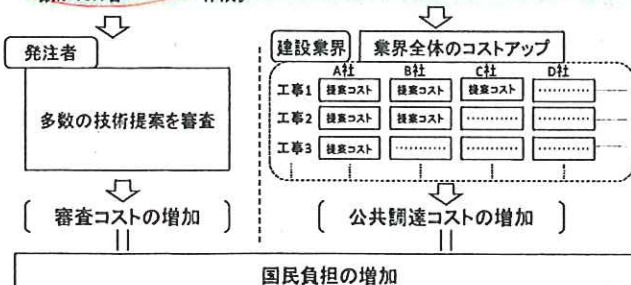 発注者
多数の技術提案を審査
審査コストの増加
建設業界
業界全体のコストアップ
A社 B社 C社 D社
工事1 提案コスト 提案コスト 提案コスト
工事2 提案コスト 提案コスト
工事3 提案コスト
公共調達コストの増加
国民負担の増加